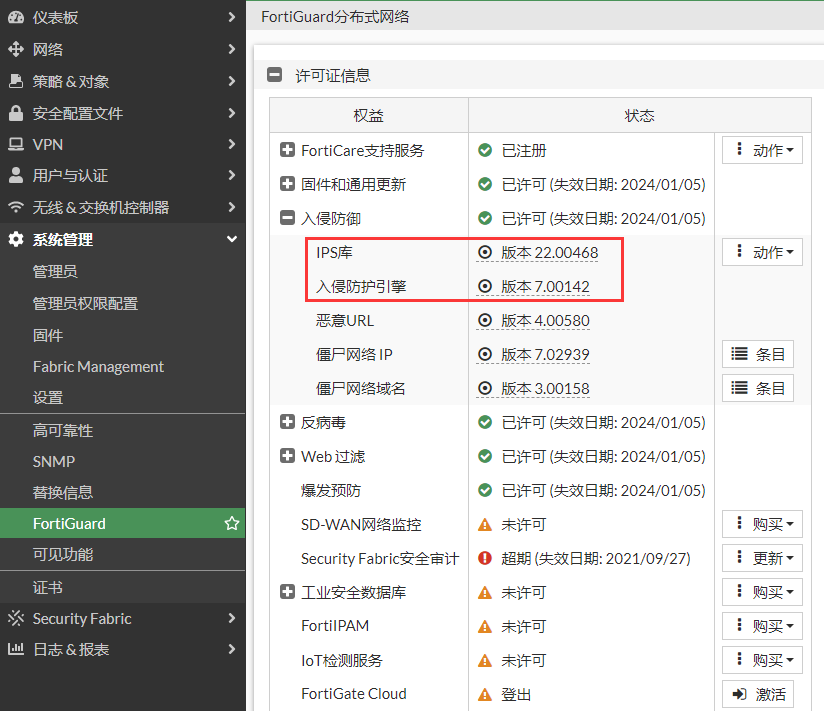 仪表板
网络
策略 & 对象
安全配置文件
VPN
用户与认证
无线 & 交换机控制器
系统管理
管理员
管理员权限配置
固件
Fabric Management
设置
高可靠性
SNMP
替换信息
FortiGuard
可见功能
证书
Security Fabric
日志 & 报表
FortiGuard分布式网络
许可证信息
权益 状态
FortiCare支持服务 已注册 动作
固件和通用更新 已许可 (失效日期: 2024/01/05)
入侵防御 已许可 (失效日期: 2024/01/05)
IPS库 版本 22.00468 动作
入侵防护引擎 版本 7.00142
恶意URL 版本 4.00580
僵尸网络 IP 版本 7.02939 条目
僵尸网络域名 版本 3.00158 条目
反病毒 已许可 (失效日期: 2024/01/05)
Web 过滤 已许可 (失效日期: 2024/01/05)
爆发预防 已许可 (失效日期: 2024/01/05)
SD-WAN网络监控 未许可 购买
Security Fabric安全审计 超期 (失效日期: 2021/09/27) 更新
工业安全数据库 未许可 购买
FortiIPAM 未许可 购买
IoT检测服务 未许可 购买
FortiGate Cloud 登出 激活